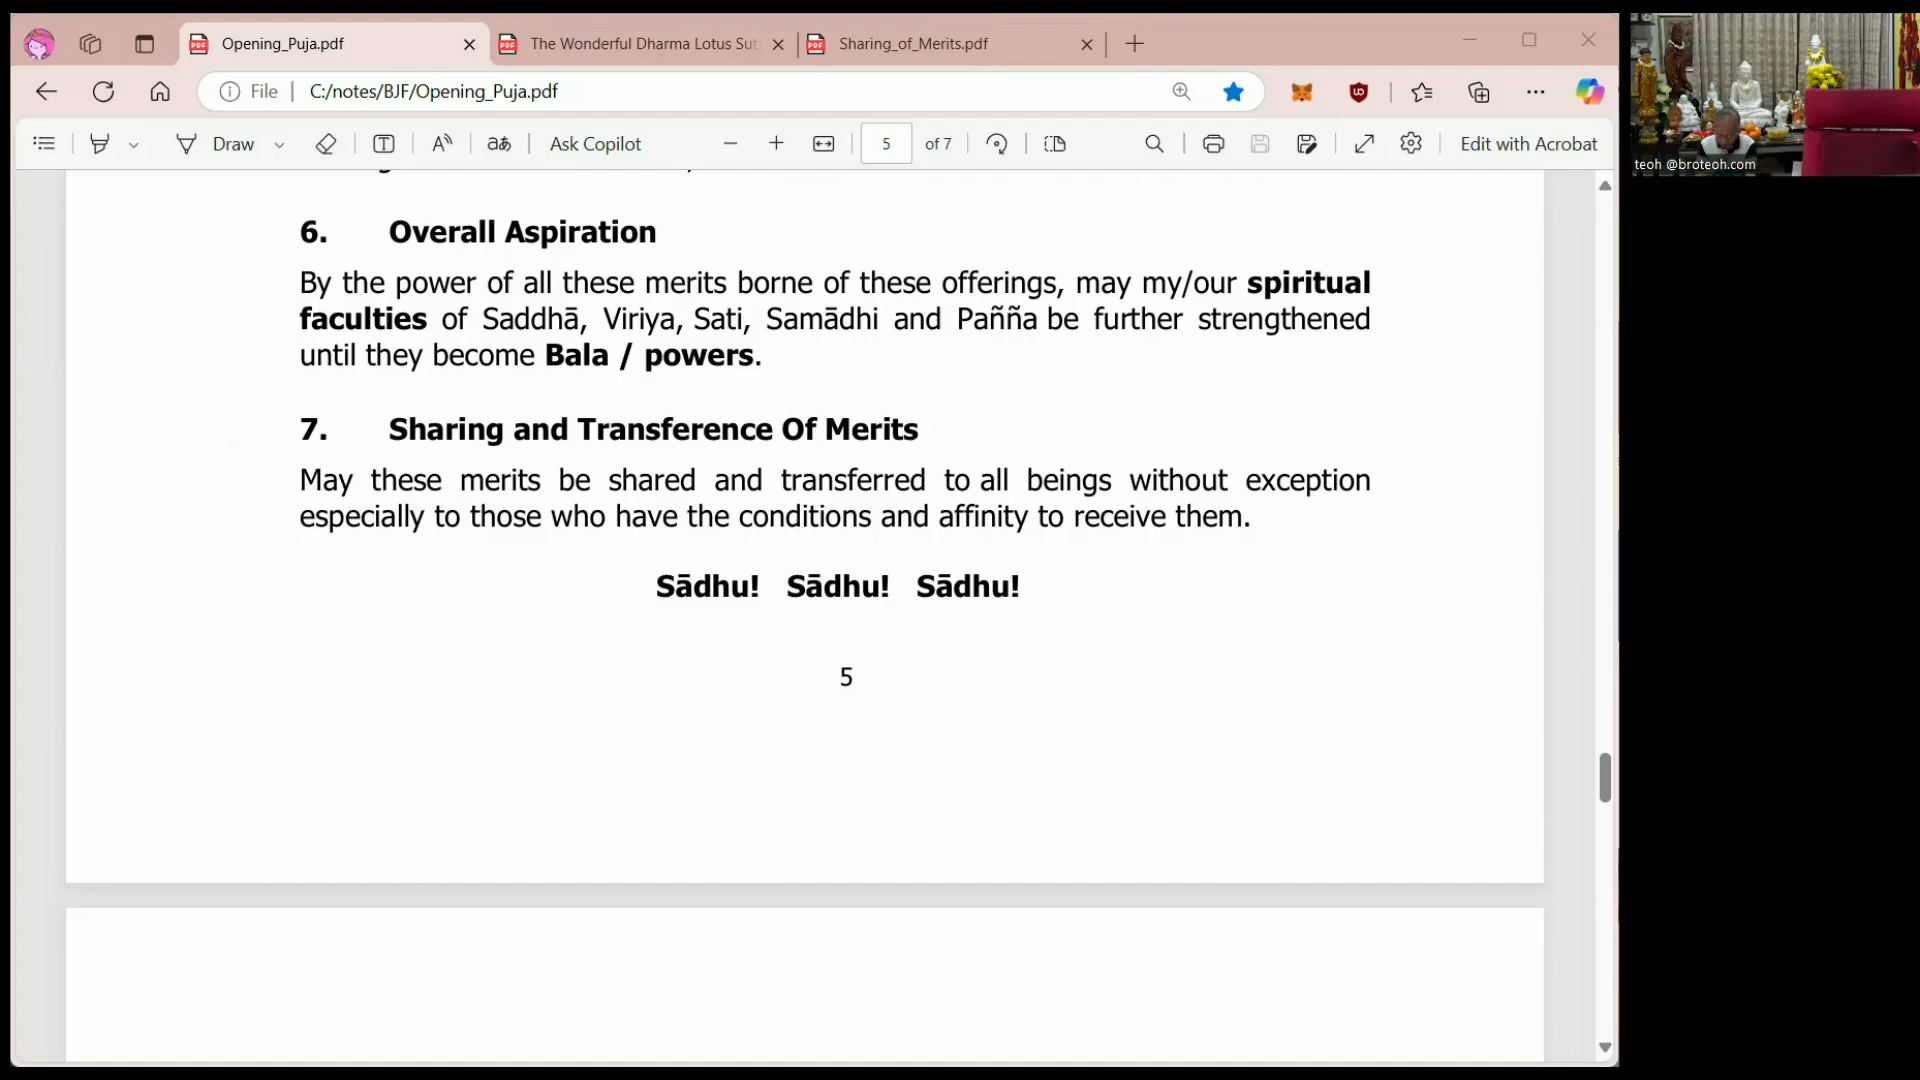 Opening_Puja.pdf
The Wonderful Dharma Lotus Sut
Sharing_of_Merits.pdf
File
C:/notes/BJF/Opening_Puja.pdf
Draw
Ask Copilot
5 of 7
Edit with Acrobat
6. Overall Aspiration
By the power of all these merits borne of these offerings, may my/our spiritual
faculties of Saddhā, Viriya, Sati, Samādhi and Pañña be further strengthened
until they become Bala / powers.
7. Sharing and Transference Of Merits
May these merits be shared and transferred to all beings without exception
especially to those who have the conditions and affinity to receive them.
Sādhu! Sādhu! Sādhu!
5
teoh @broteoh.com